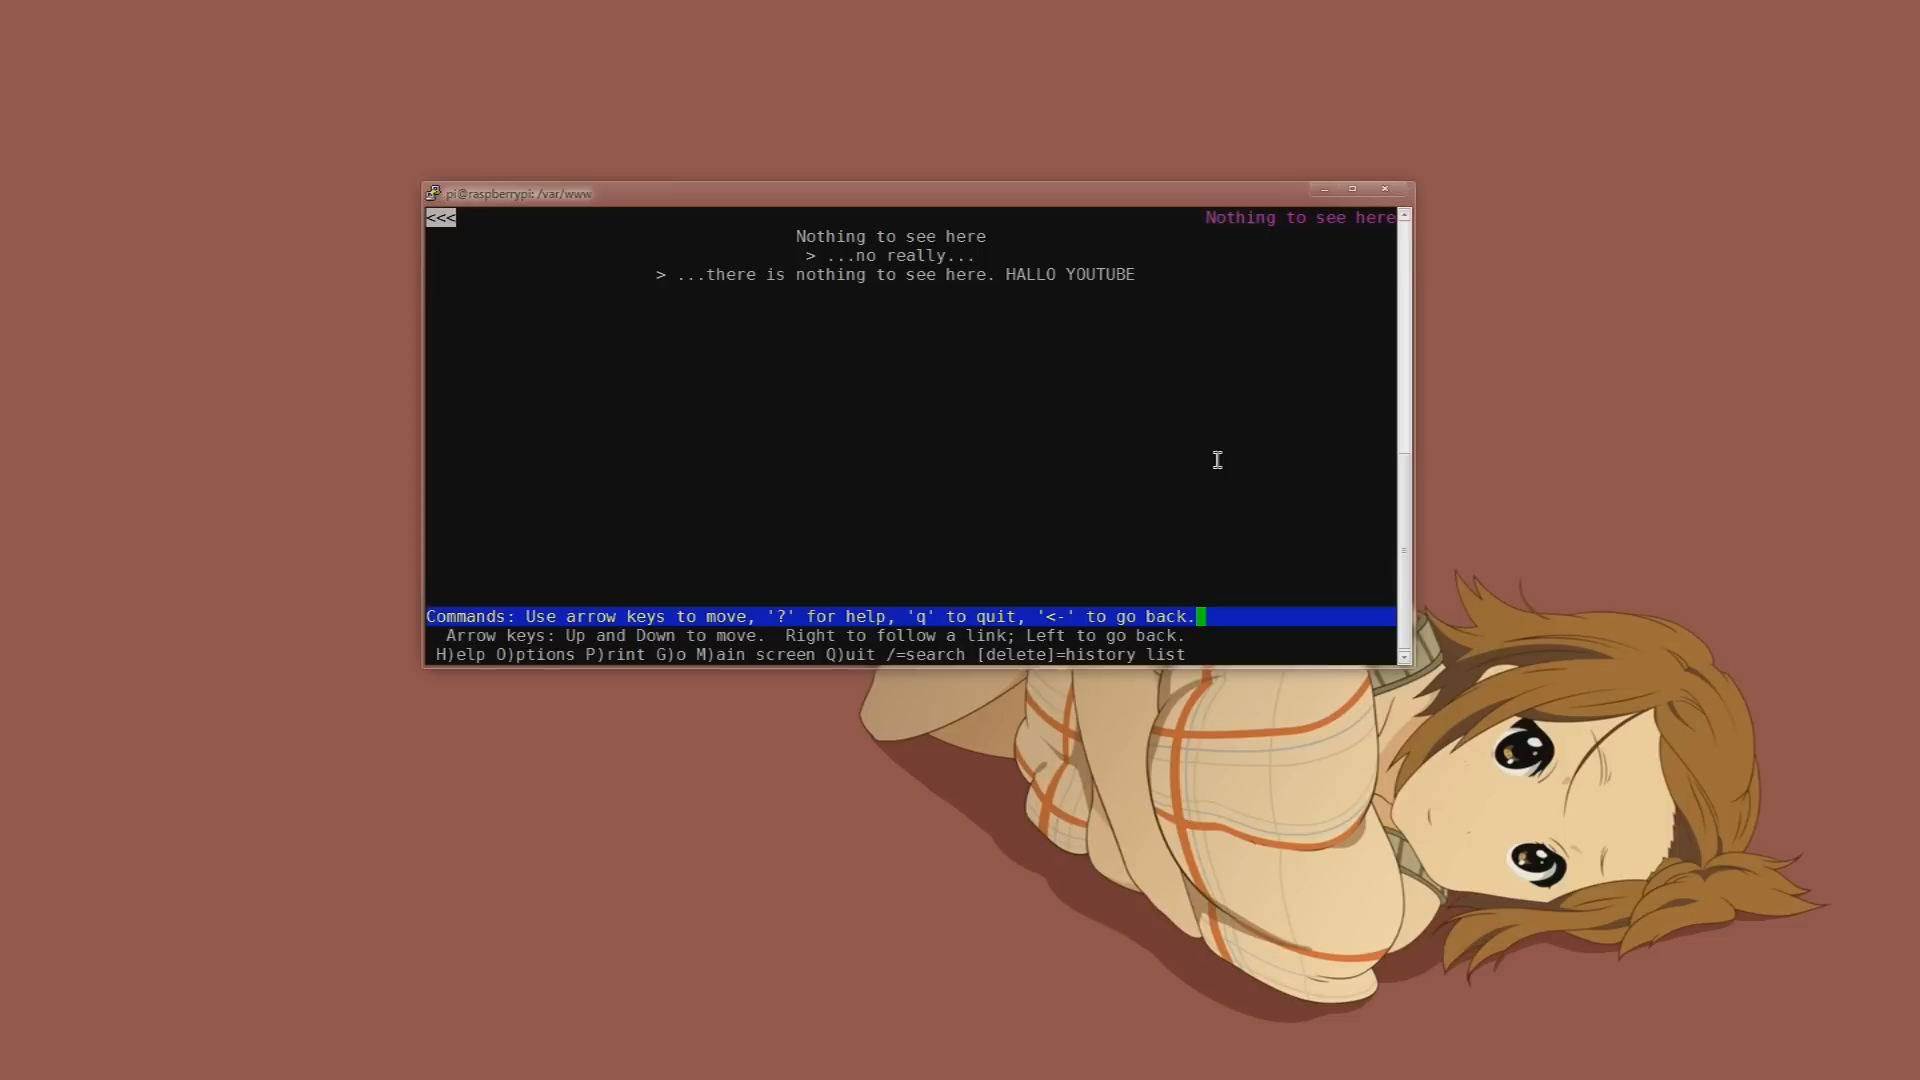 pi@raspberrypi: /var/www
<<< Nothing to see here
Nothing to see here
> ...no really...
> ...there is nothing to see here. HALLO YOUTUBE
Commands: Use arrow keys to move, '?' for help, 'q' to quit, '<-' to go back.
Arrow keys: Up and Down to move.  Right to follow a link; Left to go back.
H)elp O)ptions P)rint G)o M)ain screen Q)uit /=search [delete]=history list